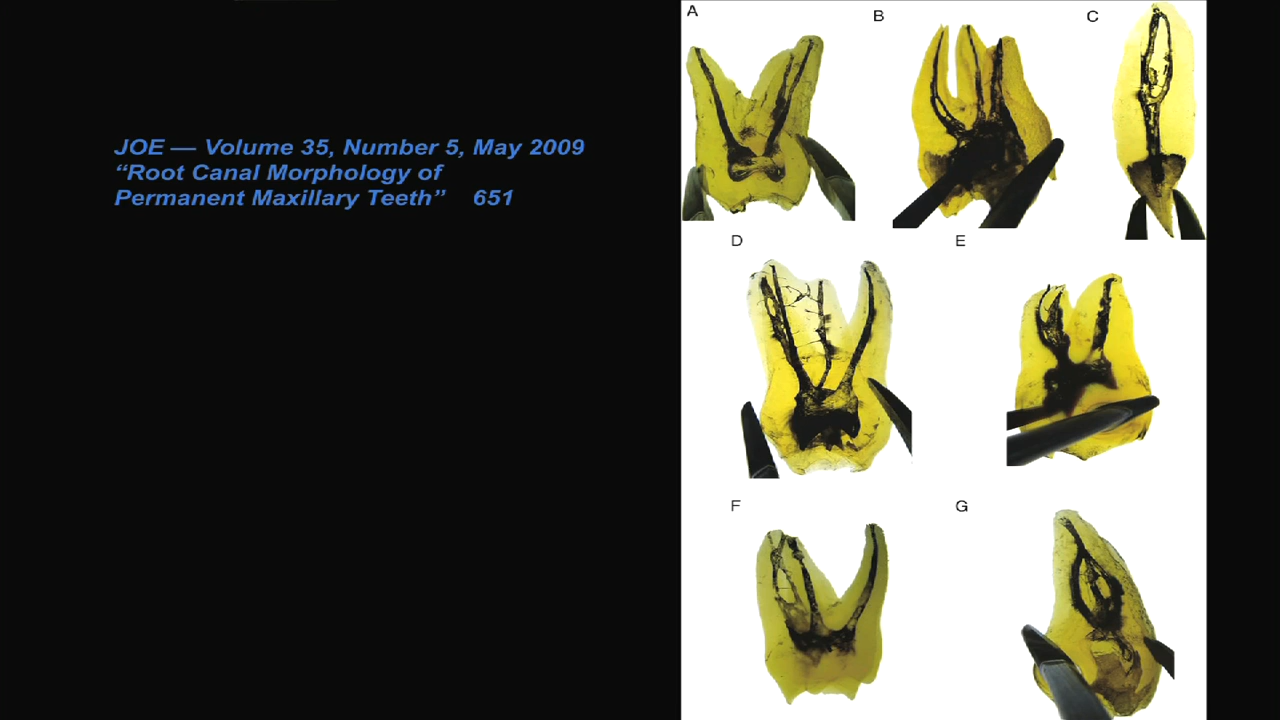 JOE — Volume 35, Number 5, May 2009
“Root Canal Morphology of
Permanent Maxillary Teeth” 651
A
B
C
D
E
F
G